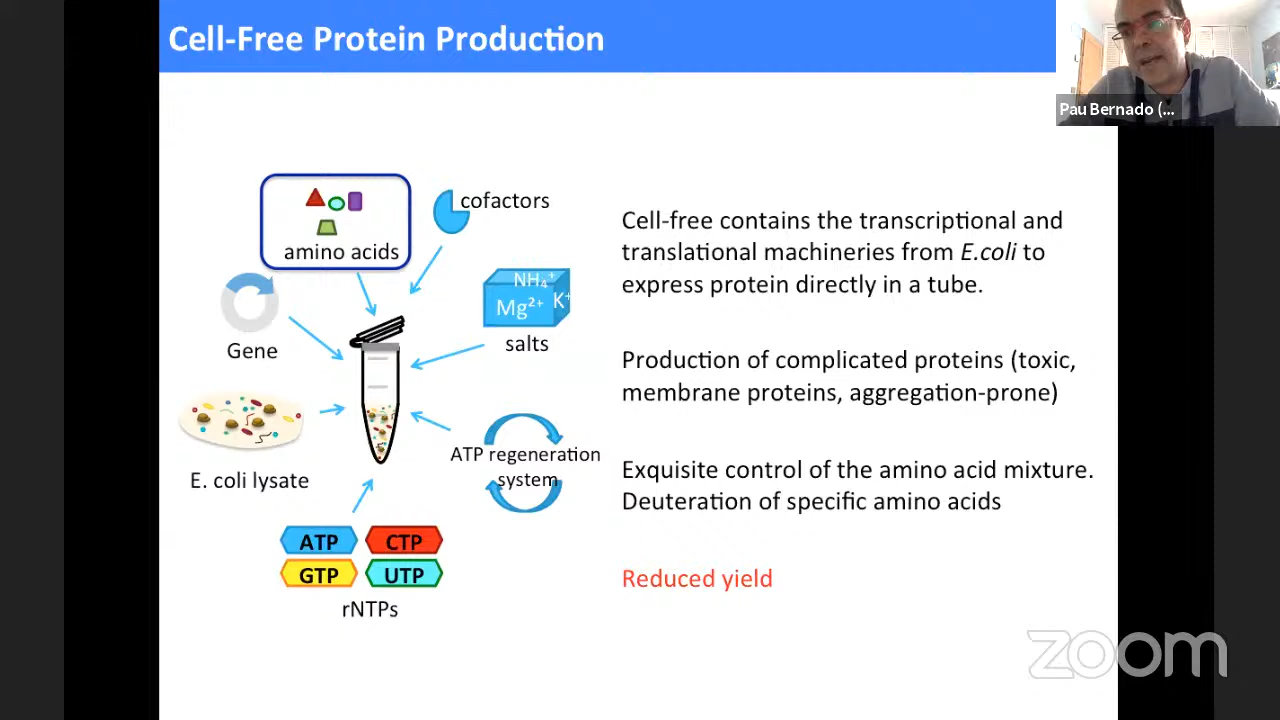 Cell-Free Protein Production
Pau Bernado (...
amino acids
cofactors
NH₄⁺
Mg²⁺
K⁺
salts
Gene
E. coli lysate
ATP regeneration
system
ATP
CTP
GTP
UTP
rNTPs
Cell-free contains the transcriptional and
translational machineries from E.coli to
express protein directly in a tube.
Production of complicated proteins (toxic,
membrane proteins, aggregation-prone)
Exquisite control of the amino acid mixture.
Deuteration of specific amino acids
Reduced yield
zoom